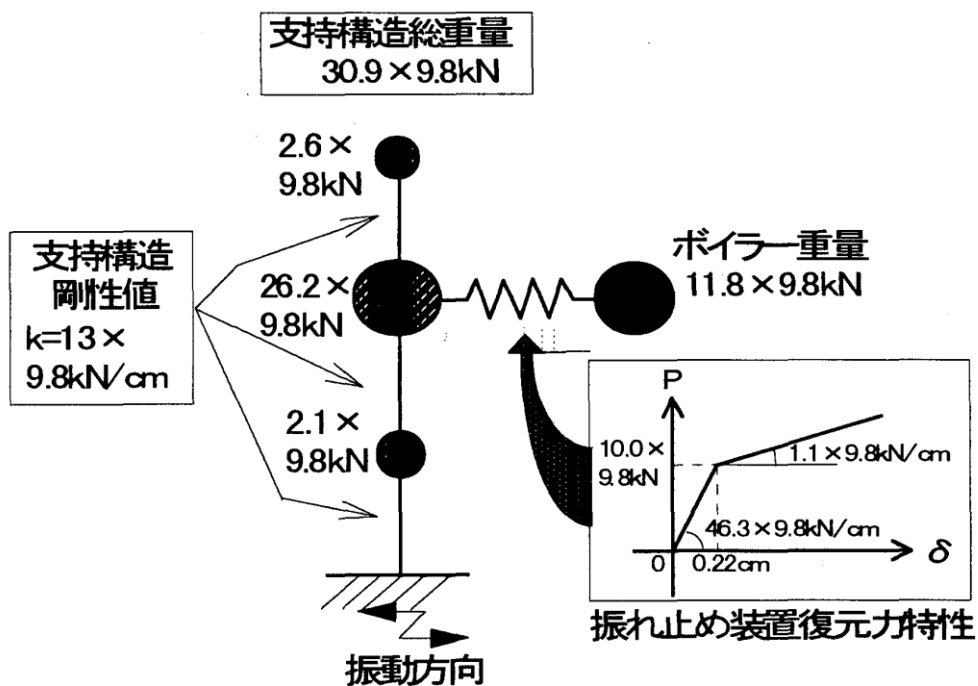 支持構造総重量
30.9×9.8kN
2.6×
9.8kN
支持構造
剛性値
k=13×
9.8kN/cm
26.2×
9.8kN
ボイラー重量
11.8×9.8kN
2.1×
9.8kN
P
10.0×
9.8kN
1.1×9.8kN/cm
46.3×9.8kN/cm
0
0.22cm
δ
振れ止め装置復元力特性
振動方向